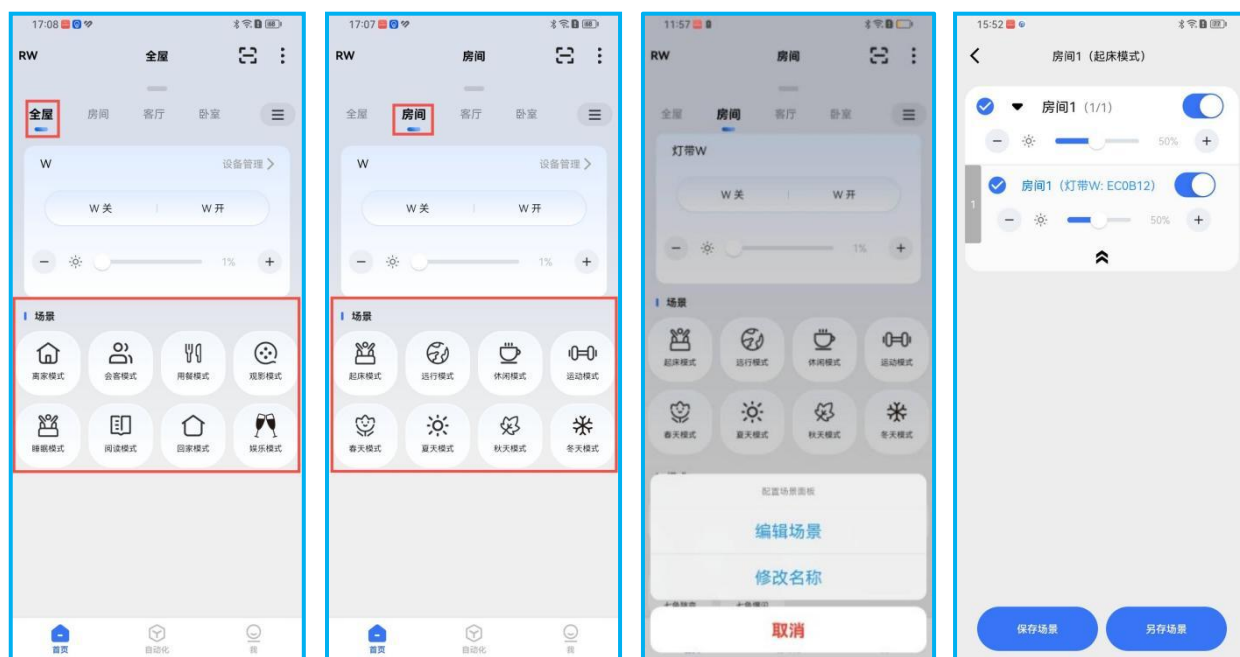 17:08
RW 全屋
全屋 房间 客厅 卧室
W 设备管理
W 关 W 开
1%
场景
离家模式 会客模式 用餐模式 观影模式
睡眠模式 阅读模式 回家模式 娱乐模式
首页 自动化 我
17:07
RW 房间
全屋 房间 客厅 卧室
W 设备管理
W 关 W 开
1%
场景
起床模式 远行模式 休闲模式 运动模式
春天模式 夏天模式 秋天模式 冬天模式
首页 自动化 我
11:57
RW 房间
全屋 房间 客厅 卧室
灯带W
W 关 W 开
1%
场景
起床模式 远行模式 休闲模式 运动模式
春天模式 夏天模式 秋天模式 冬天模式
配置场景面板
编辑场景
修改名称
取消
15:52
房间1（起床模式）
房间1（1/1）
50%
房间1（灯带W: EC0B12）
1
50%
保存场景 另存场景